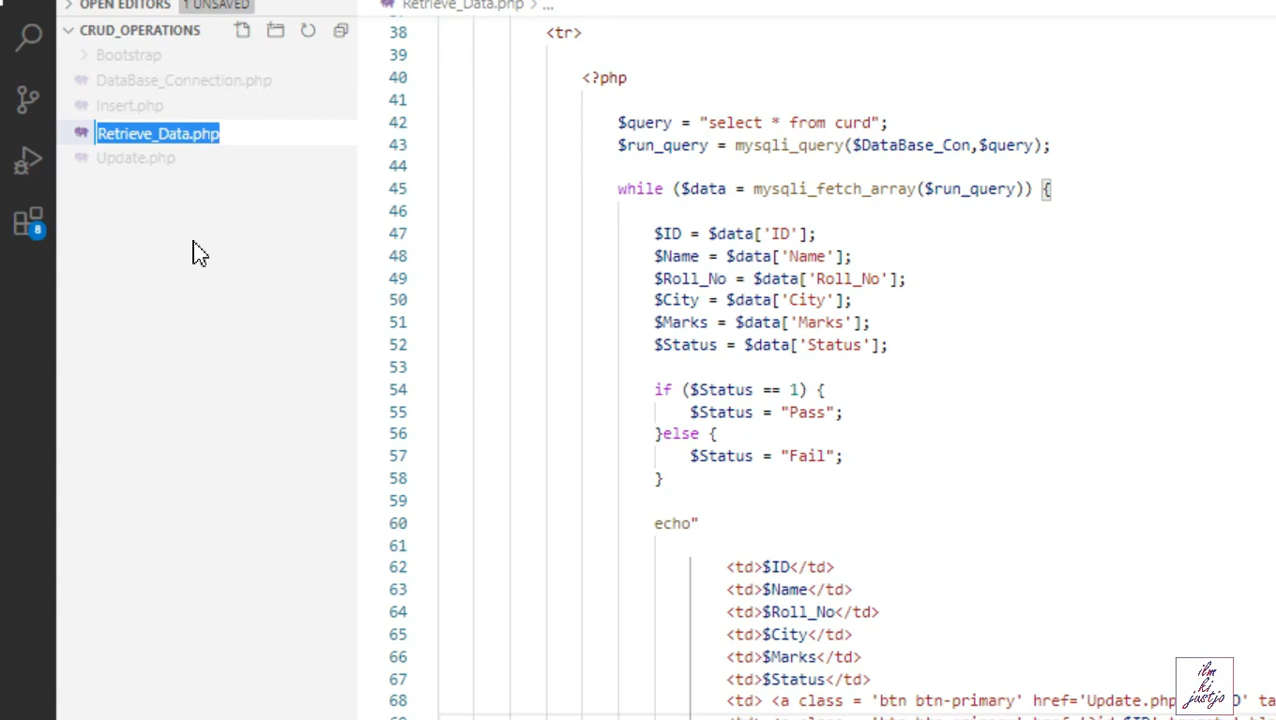 OPEN EDITORS 1 UNSAVED
CRUD_OPERATIONS
Bootstrap
DataBase_Connection.php
Insert.php
Retrieve_Data.php
Update.php
8
Retrieve_Data.php > ...
38 <tr>
39
40 <?php
41
42 $query = "select * from curd";
43 $run_query = mysqli_query($DataBase_Con,$query);
44
45 while ($data = mysqli_fetch_array($run_query)) {
46
47 $ID = $data['ID'];
48 $Name = $data['Name'];
49 $Roll_No = $data['Roll_No'];
50 $City = $data['City'];
51 $Marks = $data['Marks'];
52 $Status = $data['Status'];
53
54 if ($Status == 1) {
55 $Status = "Pass";
56 }else {
57 $Status = "Fail";
58 }
59
60 echo"
61
62 <td>$ID</td>
63 <td>$Name</td>
64 <td>$Roll_No</td>
65 <td>$City</td>
66 <td>$Marks</td>
67 <td>$Status</td>
68 <td> <a class = 'btn btn-primary' href='Update.php
ilm
ki
justjo